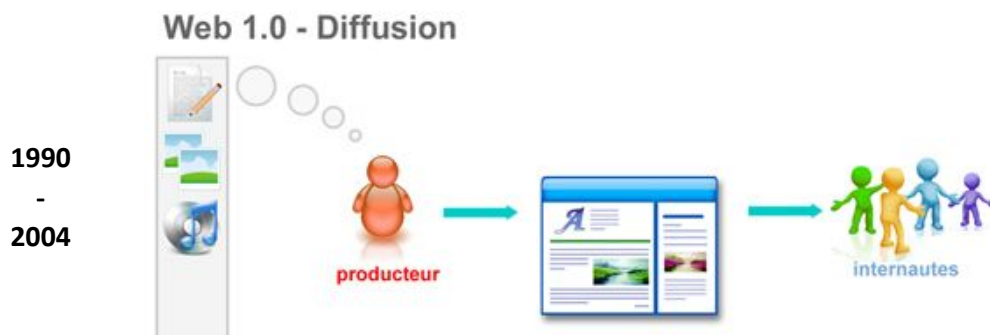 Web 1.0 - Diffusion
1990
-
2004
A
producteur
internautes